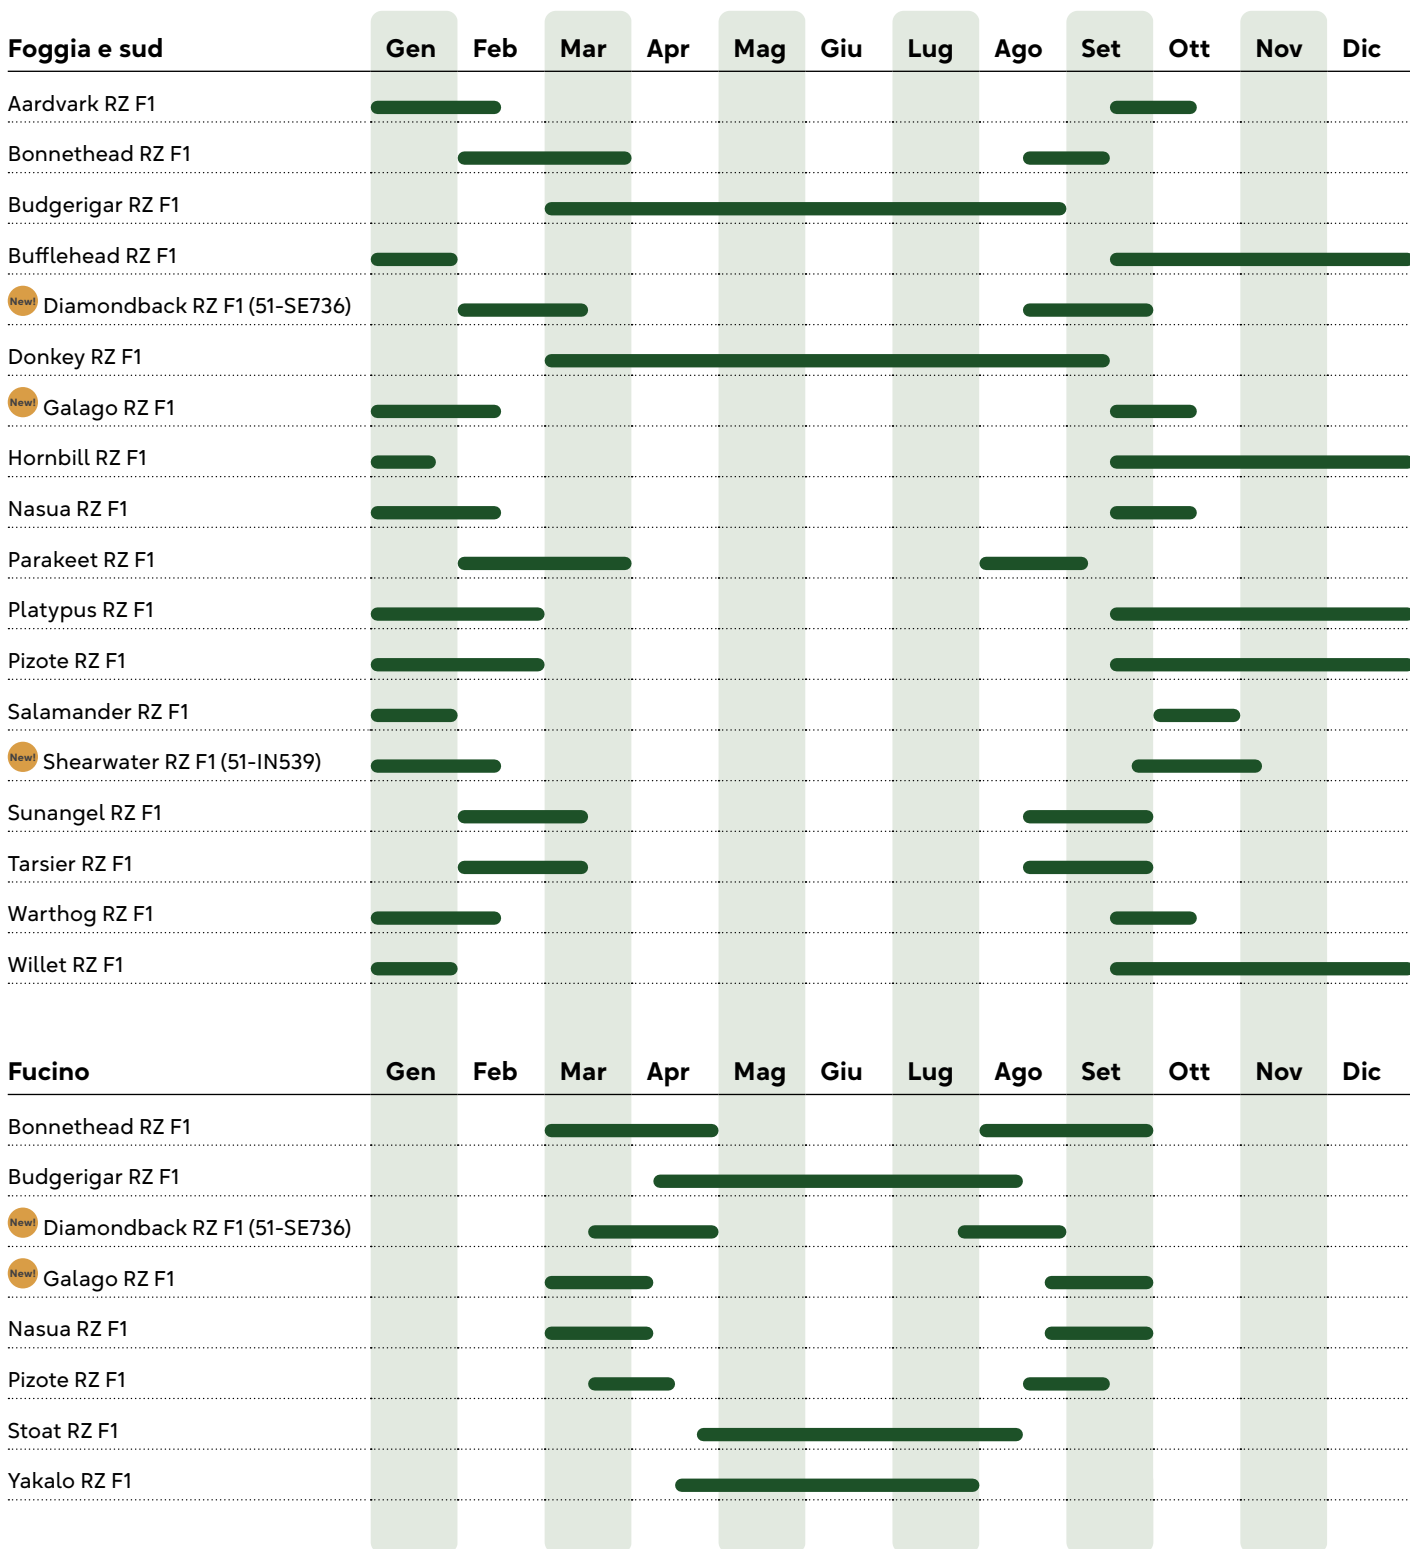 Foggia e sud Gen Feb Mar Apr Mag Giu Lug Ago Set Ott Nov Dic
Aardvark RZ F1
Bonnethead RZ F1
Budgerigar RZ F1
Bufflehead RZ F1
New! Diamondback RZ F1 (51-SE736)
Donkey RZ F1
New! Galago RZ F1
Hornbill RZ F1
Nasua RZ F1
Parakeet RZ F1
Platypus RZ F1
Pizote RZ F1
Salamander RZ F1
New! Shearwater RZ F1 (51-IN539)
Sunangel RZ F1
Tarsier RZ F1
Warthog RZ F1
Willet RZ F1
Fucino Gen Feb Mar Apr Mag Giu Lug Ago Set Ott Nov Dic
Bonnethead RZ F1
Budgerigar RZ F1
New! Diamondback RZ F1 (51-SE736)
New! Galago RZ F1
Nasua RZ F1
Pizote RZ F1
Stoat RZ F1
Yakalo RZ F1